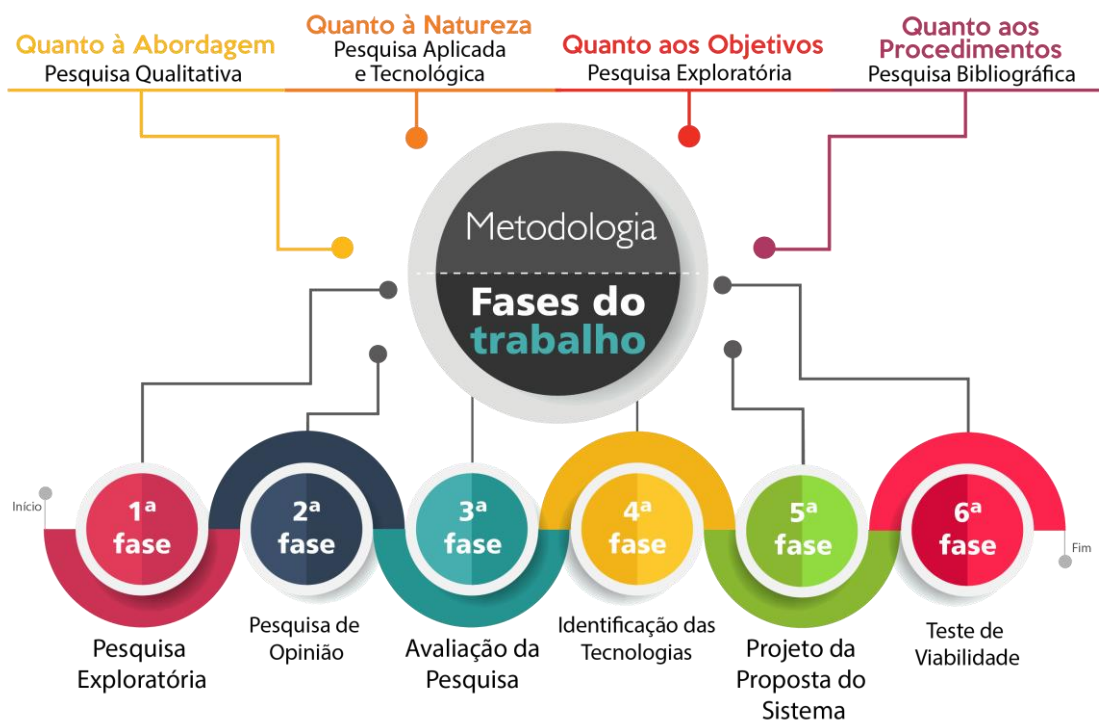 Quanto à Abordagem
Pesquisa Qualitativa
Quanto à Natureza
Pesquisa Aplicada
e Tecnológica
Quanto aos Objetivos
Pesquisa Exploratória
Quanto aos
Procedimentos
Pesquisa Bibliográfica
Metodologia
Fases do
trabalho
Início
1ª
fase
Pesquisa
Exploratória
2ª
fase
Pesquisa de
Opinião
3ª
fase
Avaliação da
Pesquisa
4ª
fase
Identificação das
Tecnologias
5ª
fase
Projeto da
Proposta do
Sistema
6ª
fase
Teste de
Viabilidade
Fim